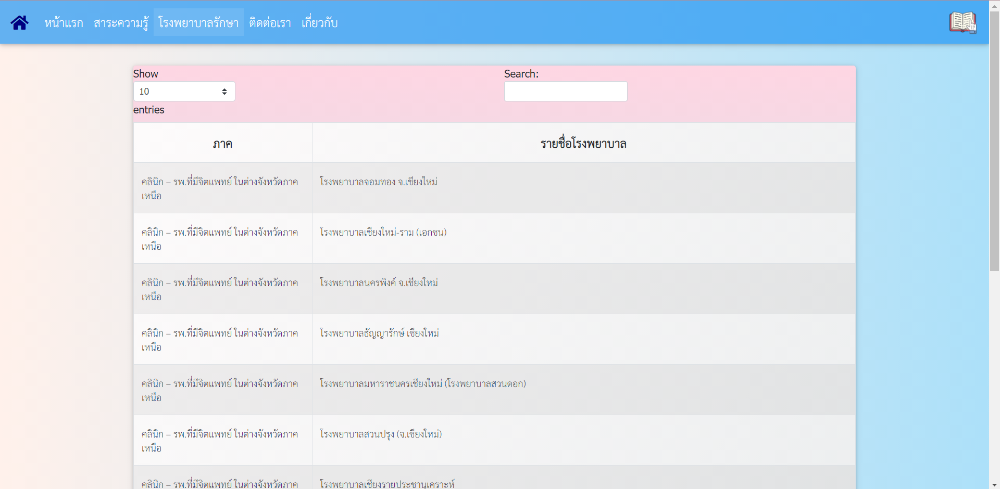 หน้าแรก สาระความรู้ โรงพยาบาลรักษา ติดต่อเรา เกี่ยวกับ
Show
10
entries
Search:
ภาค รายชื่อโรงพยาบาล
คลินิก – รพ.ที่มีจิตแพทย์ ในต่างจังหวัดภาค
เหนือ
โรงพยาบาลจอมทอง จ.เชียงใหม่
คลินิก – รพ.ที่มีจิตแพทย์ ในต่างจังหวัดภาค
เหนือ
โรงพยาบาลเชียงใหม่-ราม (เอกชน)
คลินิก – รพ.ที่มีจิตแพทย์ ในต่างจังหวัดภาค
เหนือ
โรงพยาบาลนครพิงค์ จ.เชียงใหม่
คลินิก – รพ.ที่มีจิตแพทย์ ในต่างจังหวัดภาค
เหนือ
โรงพยาบาลธัญญารักษ์ เชียงใหม่
คลินิก – รพ.ที่มีจิตแพทย์ ในต่างจังหวัดภาค
เหนือ
โรงพยาบาลมหาราชนครเชียงใหม่ (โรงพยาบาลสวนดอก)
คลินิก – รพ.ที่มีจิตแพทย์ ในต่างจังหวัดภาค
เหนือ
โรงพยาบาลสวนปรุง (จ.เชียงใหม่)
คลินิก – รพ.ที่มีจิตแพทย์ ในต่างจังหวัดภาค
โรงพยาบาลเชียงรายประชานุเคราะห์